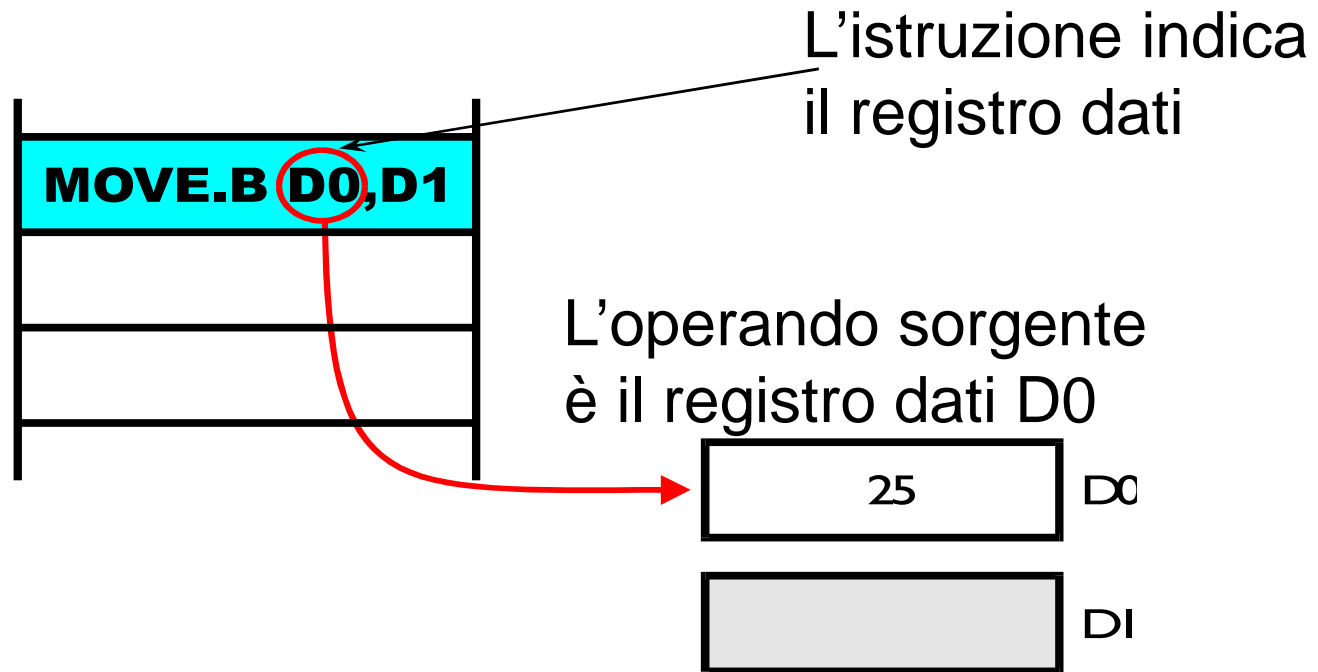 L’istruzione indica
il registro dati
MOVE.B D0,D1
L’operando sorgente
è il registro dati D0
25 D0
D1